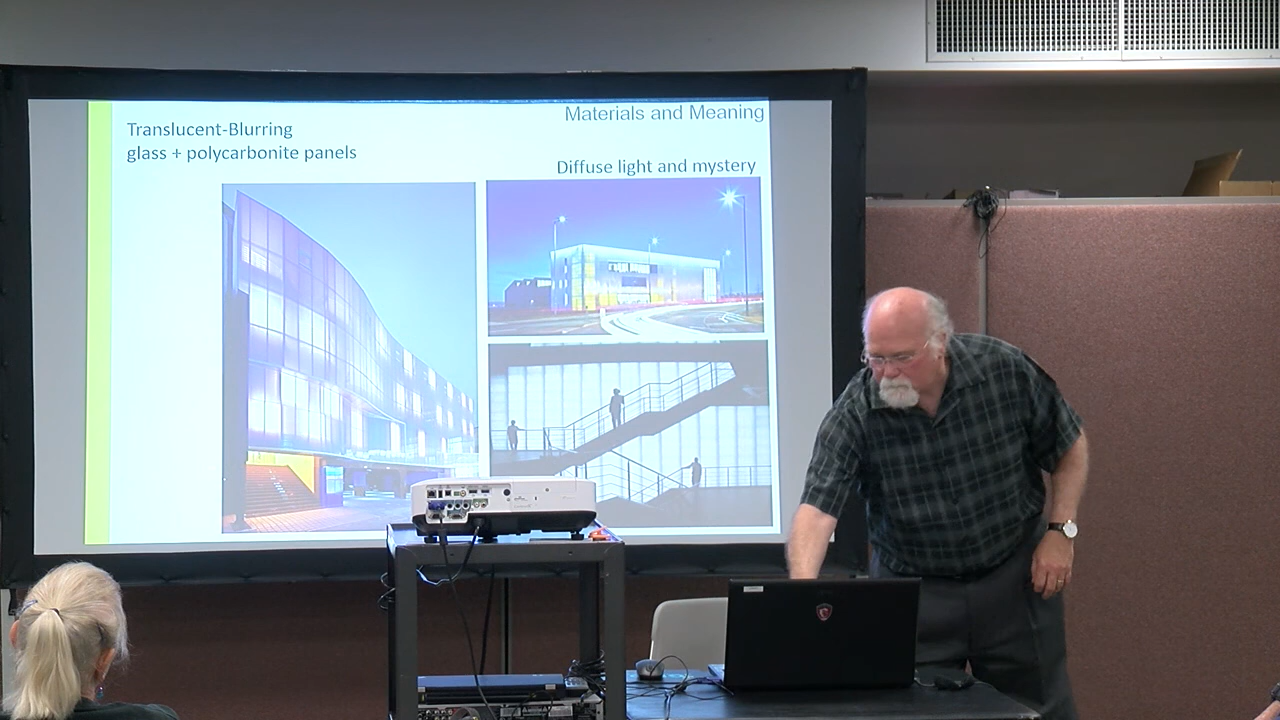 Materials and Meaning
Translucent-Blurring
glass + polycarbonite panels
Diffuse light and mystery